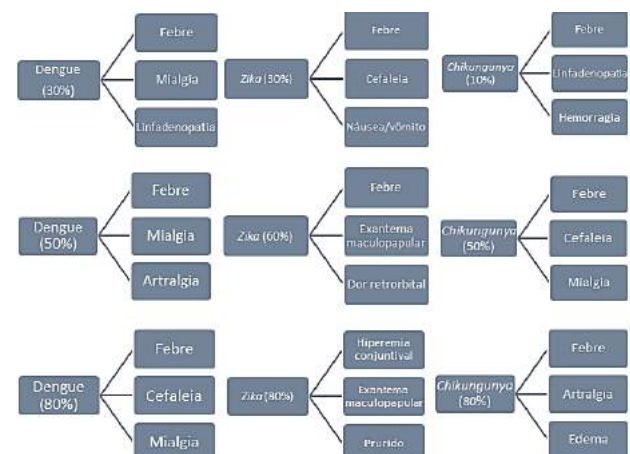 Dengue
(30%)
Febre
Mialgia
Linfadenopatia
Zika (30%)
Febre
Cefaleia
Náusea/vômito
Chikungunya
(10%)
Febre
Linfadenopatia
Hemorragia
Dengue
(50%)
Febre
Mialgia
Artralgia
Zika (60%)
Febre
Exantema
maculopapular
Dor retrorbital
Chikungunya
(50%)
Febre
Cefaleia
Mialgia
Dengue
(80%)
Febre
Cefaleia
Mialgia
Zika (80%)
Hiperemia
conjuntival
Exantema
maculopapular
Prurido
Chikungunya
(80%)
Febre
Artralgia
Edema